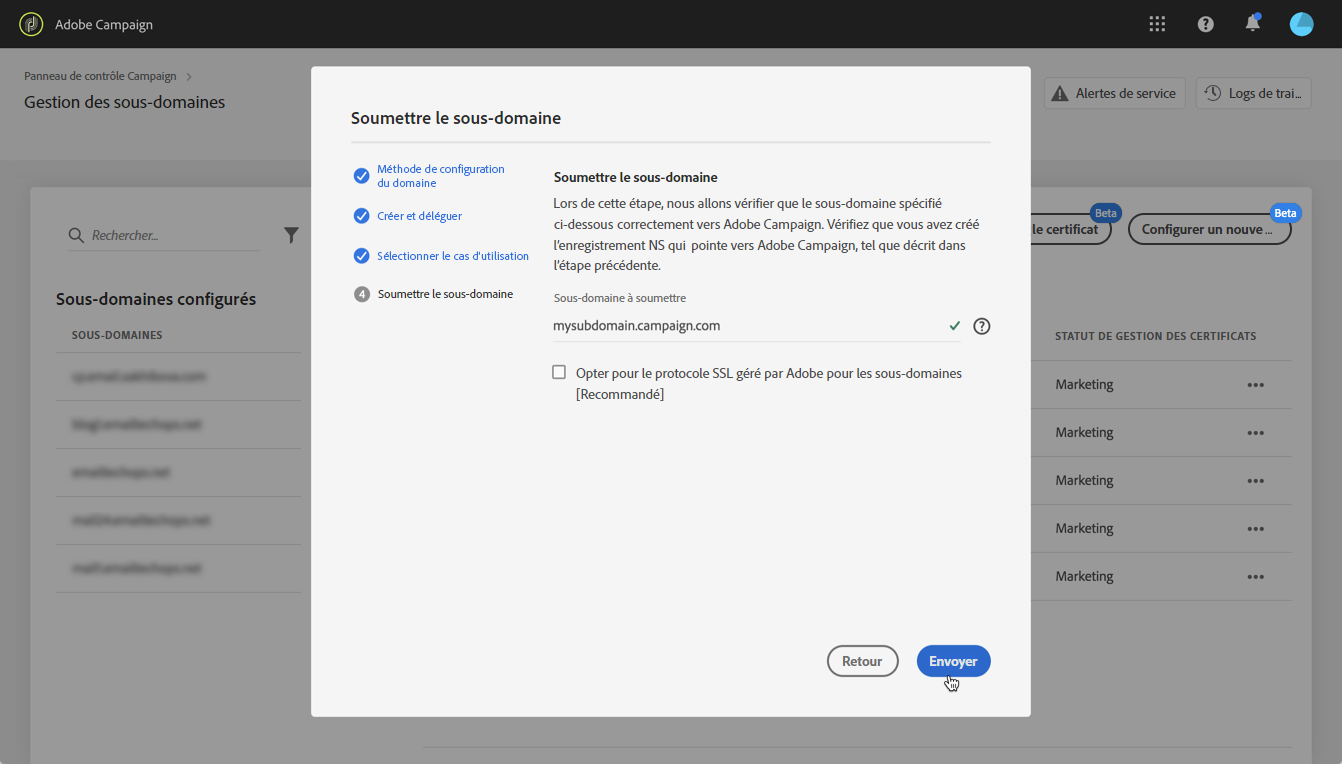 Adobe Campaign
Panneau de contrôle Campaign
Gestion des sous-domaines
Alertes de service
Logs de trai...
Soumettre le sous-domaine
Méthode de configuration
du domaine
Créer et déléguer
Sélectionner le cas d'utilisation
4 Soumettre le sous-domaine
Soumettre le sous-domaine
Lors de cette étape, nous allons vérifier que le sous-domaine spécifié
ci-dessous correctement vers Adobe Campaign. Vérifiez que vous avez créé
l'enregistrement NS qui pointe vers Adobe Campaign, tel que décrit dans
l'étape précédente.
Sous-domaine à soumettre
mysubdomain.campaign.com
Opter pour le protocole SSL géré par Adobe pour les sous-domaines
[Recommandé]
Retour
Envoyer
Rechercher...
Beta
le certificat
Beta
Configurer un nouve...
Sous-domaines configurés
SOUS-DOMAINES
STATUT DE GESTION DES CERTIFICATS
Marketing
Marketing
Marketing
Marketing
Marketing